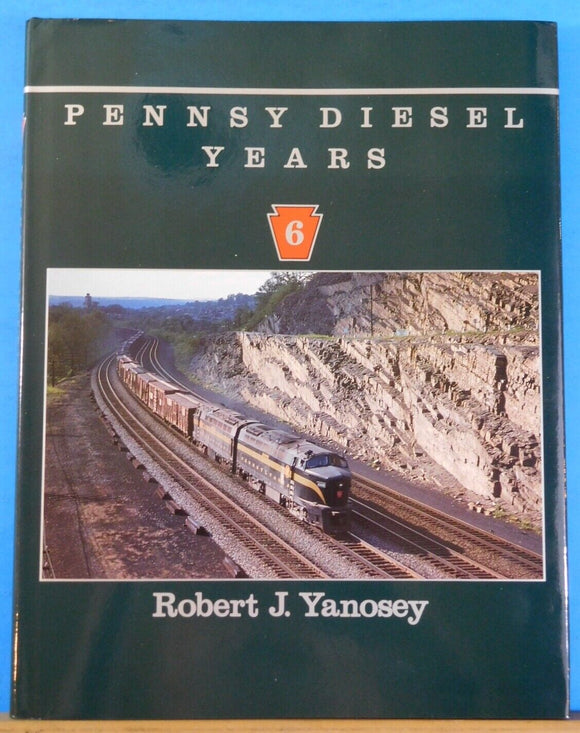 PENNSY DIESEL
YEARS
6
Robert J. Yanosey